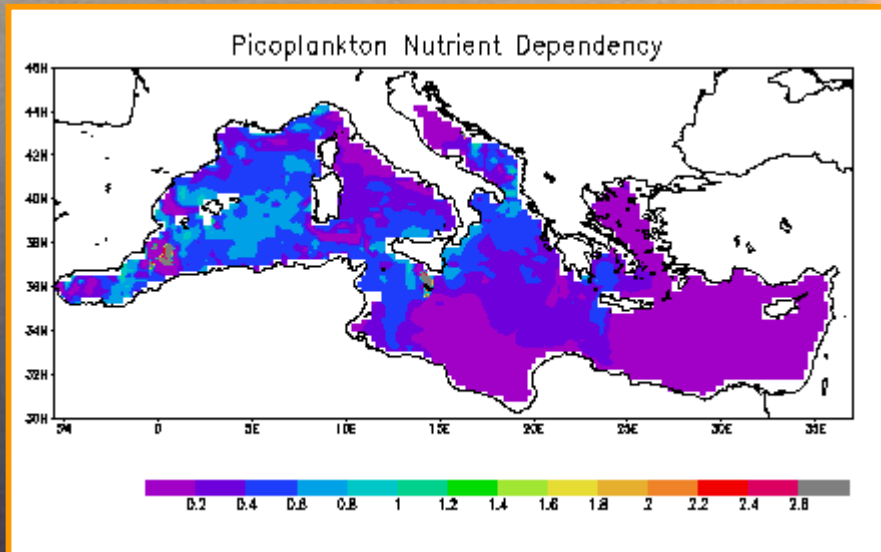 Picoplankton Nutrient Dependency
46N
44N
42N
40N
38N
36N
34N
32N
30N
5W 0 5E 10E 15E 20E 25E 30E 35E
0.2 0.4 0.6 0.8 1 1.2 1.4 1.6 1.8 2 2.2 2.4 2.6